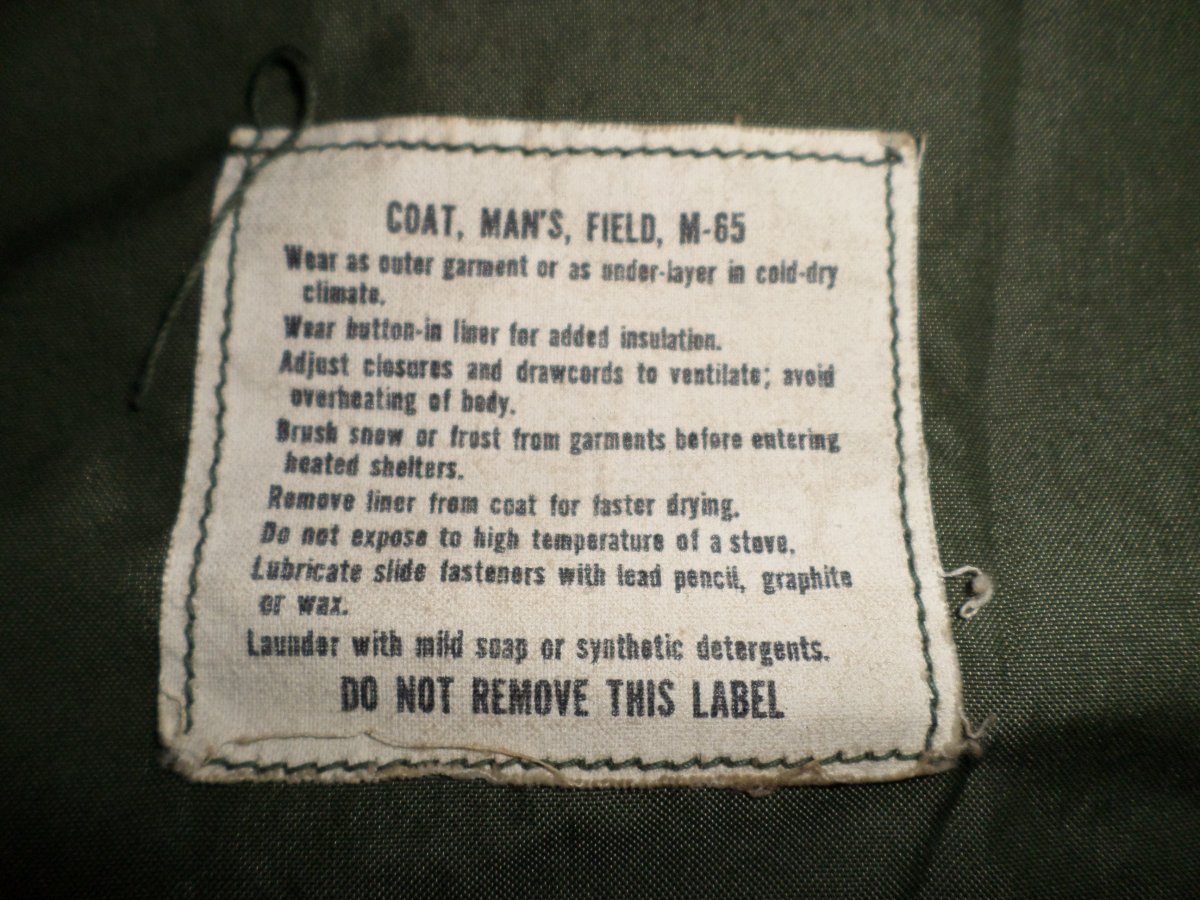 COAT, MAN'S, FIELD, M-65
Wear as outer garment or as under-layer in cold-dry
climate.
Wear button-in liner for added insulation.
Adjust closures and drawcords to ventilate; avoid
overheating of body.
Brush snow or frost from garments before entering
heated shelters.
Remove liner from coat for faster drying.
Do not expose to high temperature of a stove.
Lubricate slide fasteners with lead pencil, graphite
or wax.
Launder with mild soap or synthetic detergents.
DO NOT REMOVE THIS LABEL